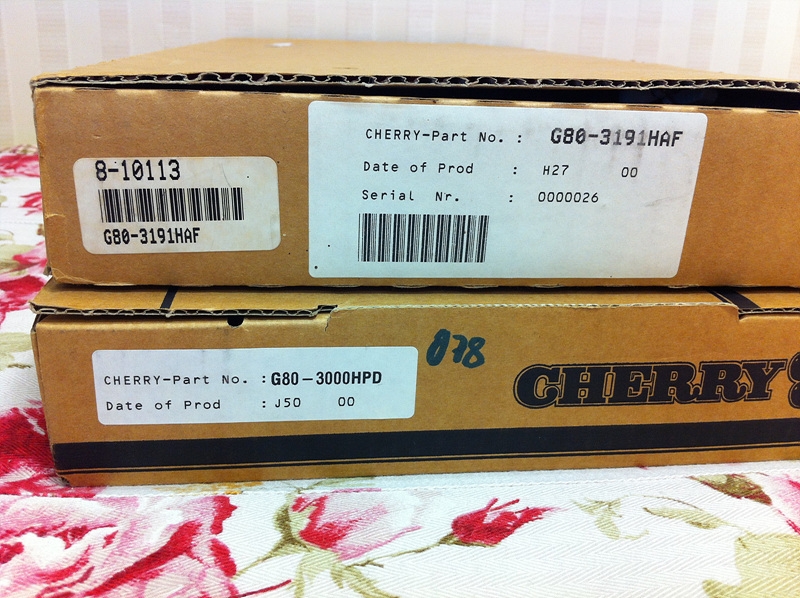 8-10113
G80-3191HAF
CHERRY-Part No. : G80-3191HAF
Date of Prod : H27 00
Serial Nr. : 0000026
CHERRY-Part No. : G80-3000HPD
Date of Prod : J50 00
878
CHERRY